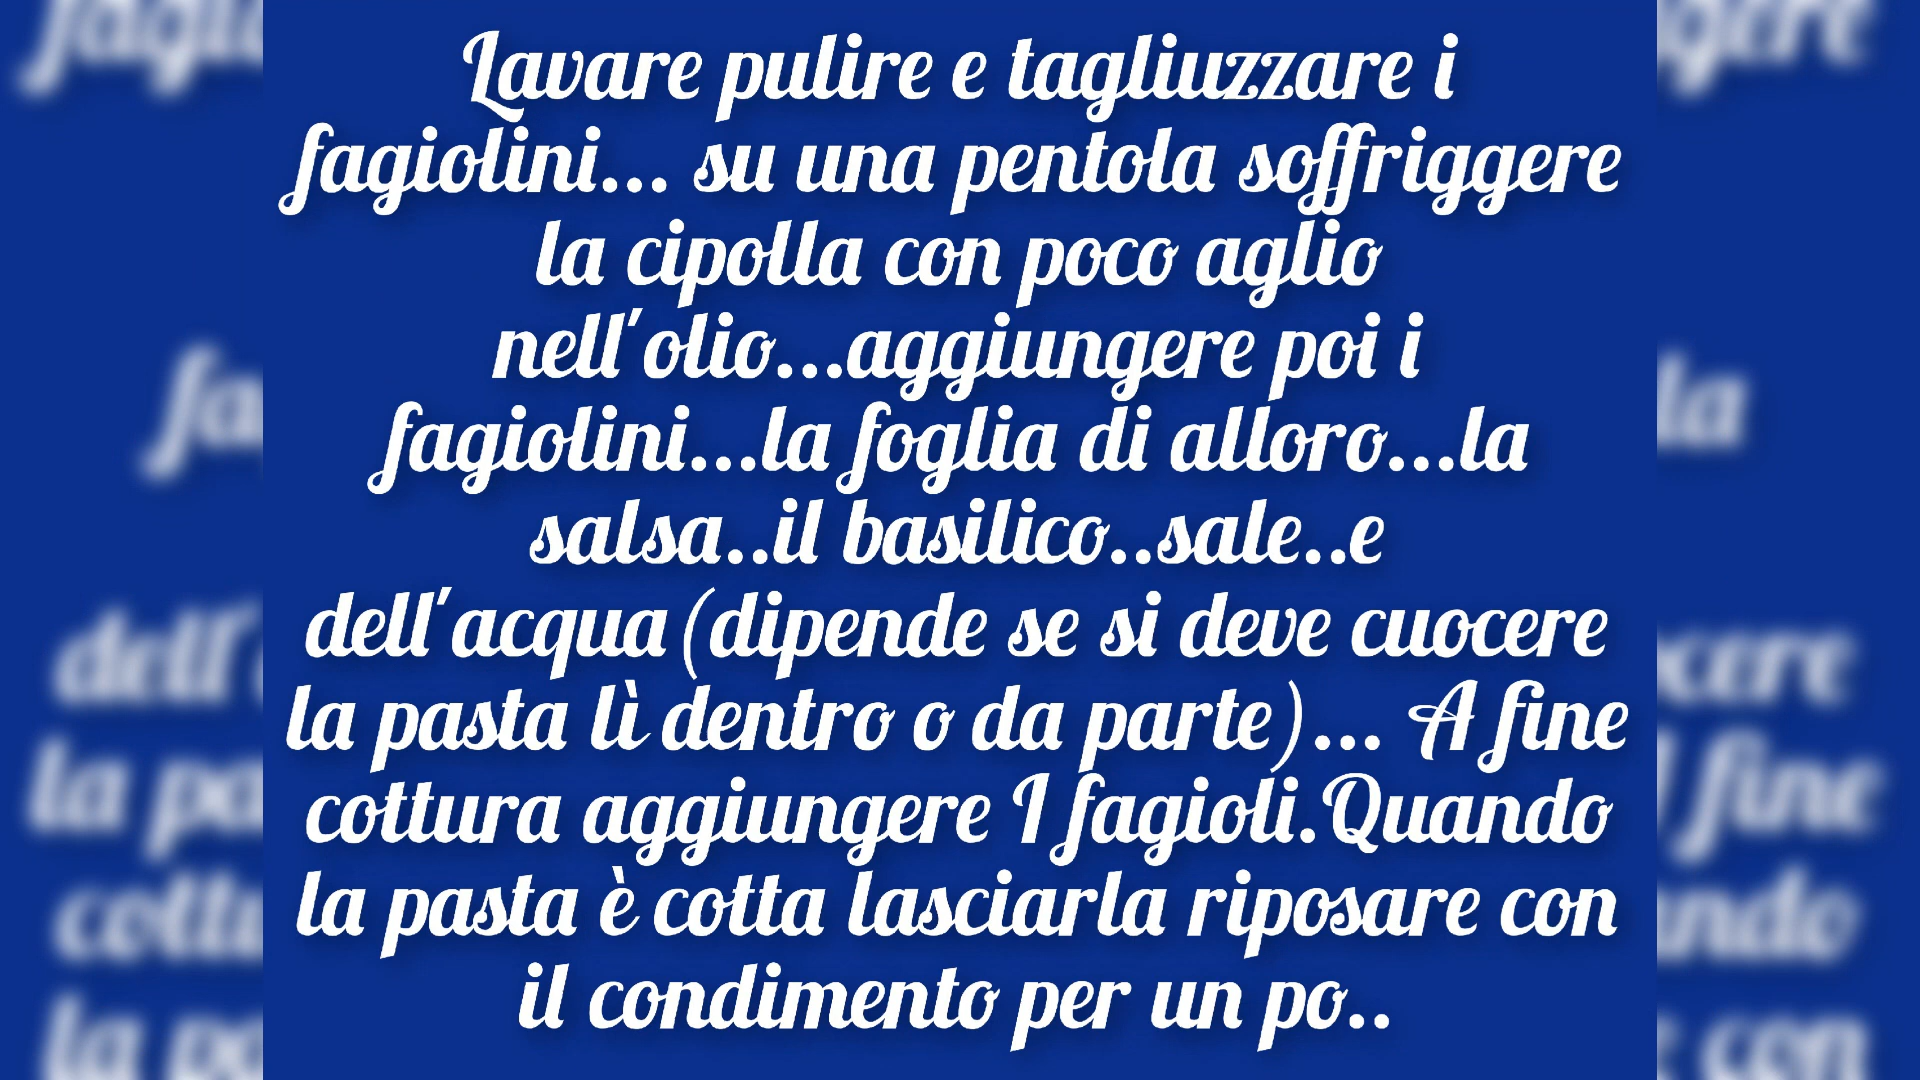 Lavare pulire e tagliuzzare i
fagiolini... su una pentola soffriggere
la cipolla con poco aglio
nell'olio...aggiungere poi i
fagiolini...la foglia di alloro...la
salsa..il basilico..sale..e
dell'acqua(dipende se si deve cuocere
la pasta lì dentro o da parte)... A fine
cottura aggiungere I fagioli.Quando
la pasta è cotta lasciarla riposare con
il condimento per un po..